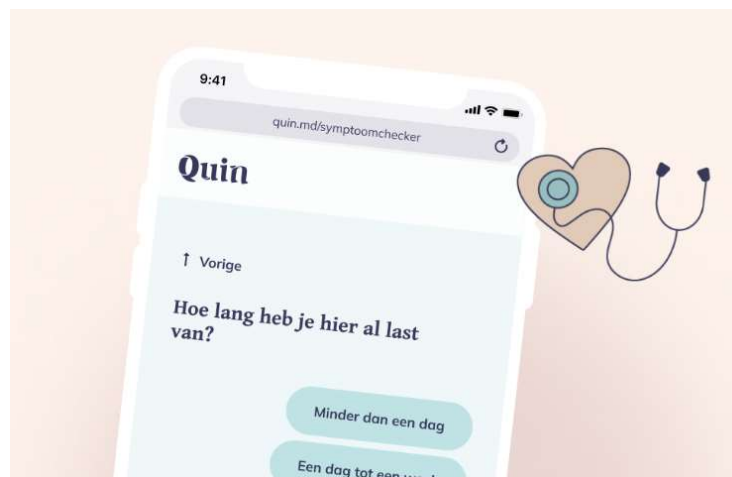 9:41
quin.md/symptoomchecker
Quin
↑ Vorige
Hoe lang heb je hier al last
van?
Minder dan een dag
Een dag tot een